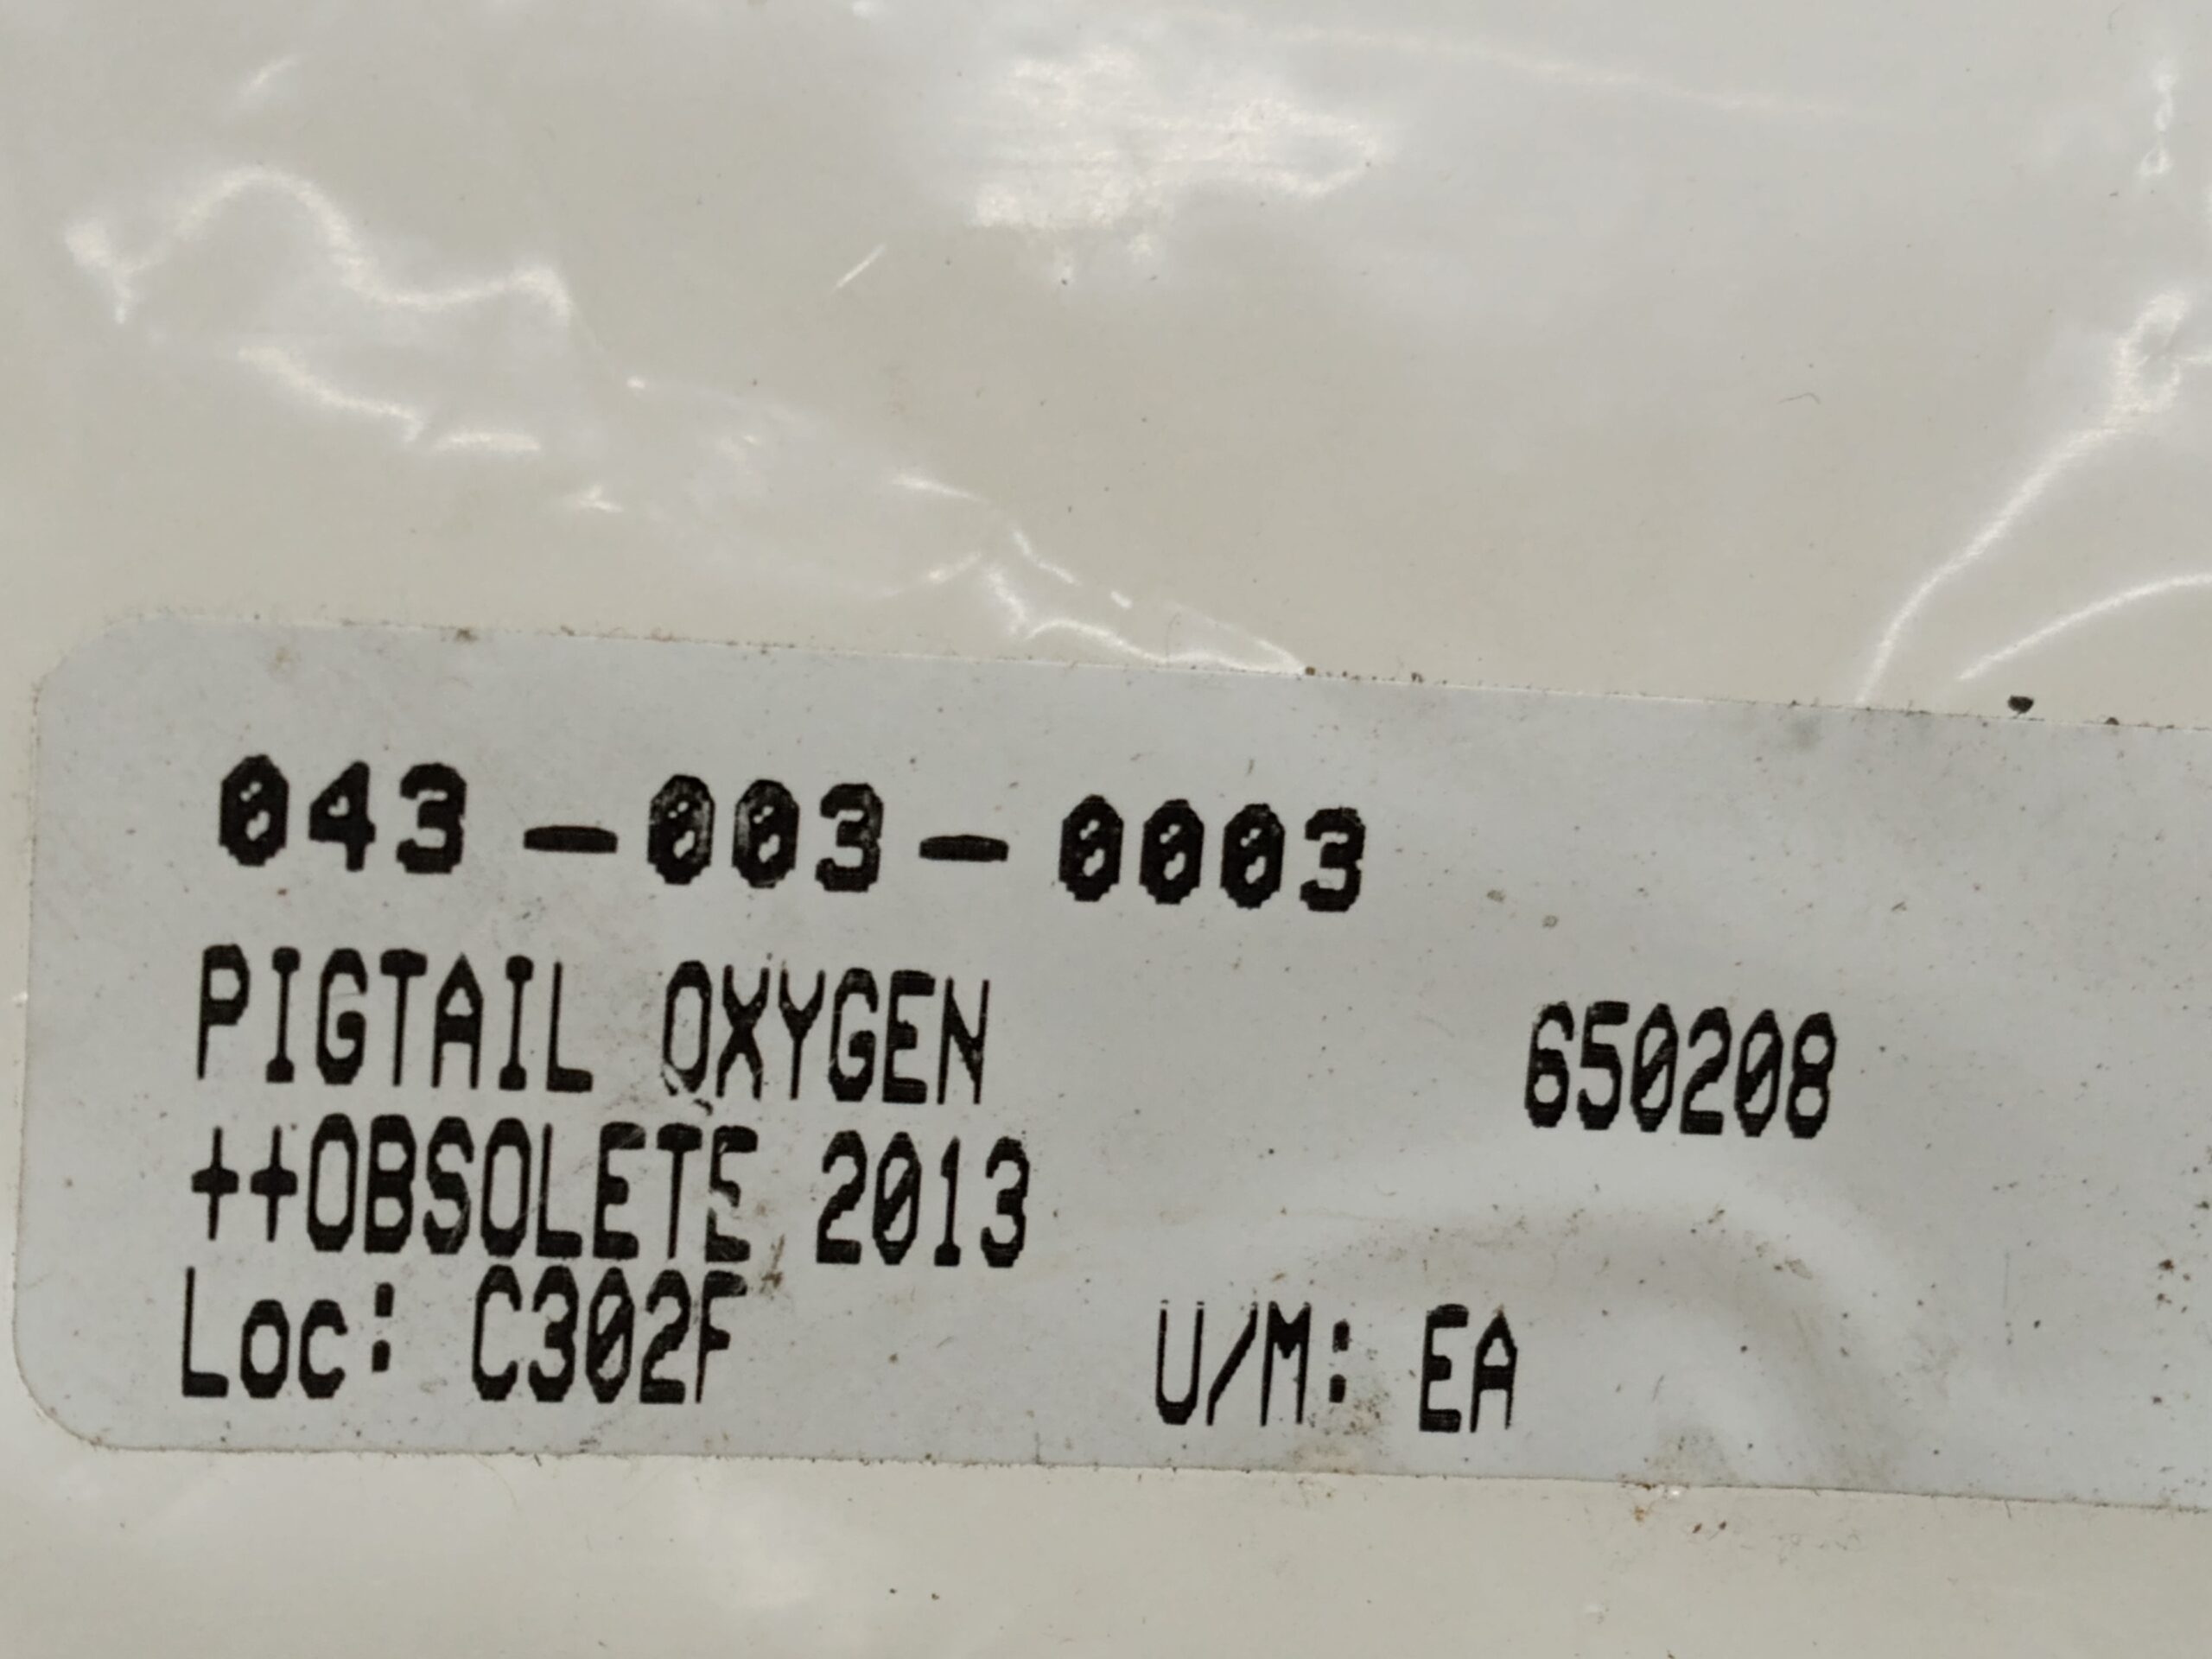 043-003-0003
PIGTAIL OXYGEN 650208
++OBSOLETE 2013
Loc: C302F U/M: EA